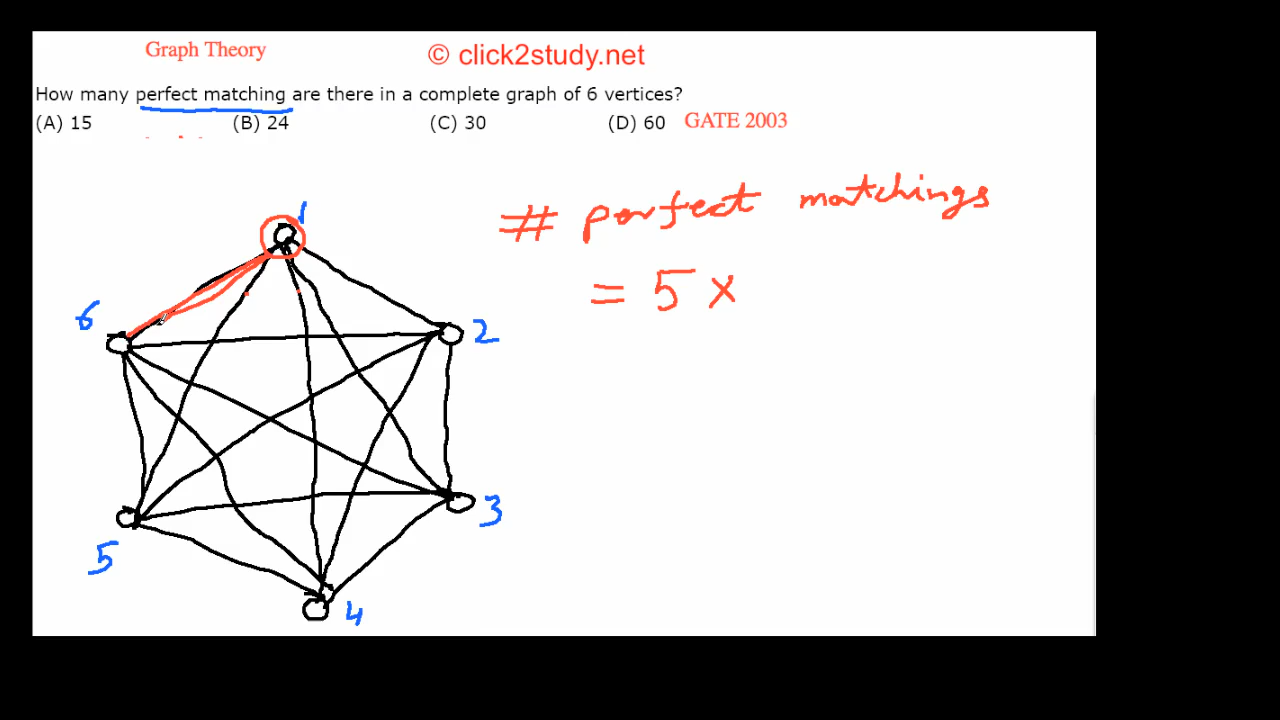 Graph Theory
© click2study.net
How many perfect matching are there in a complete graph of 6 vertices?
(A) 15 (B) 24 (C) 30 (D) 60 GATE 2003
# perfect matchings
= 5 ×
1
6
2
3
5
4